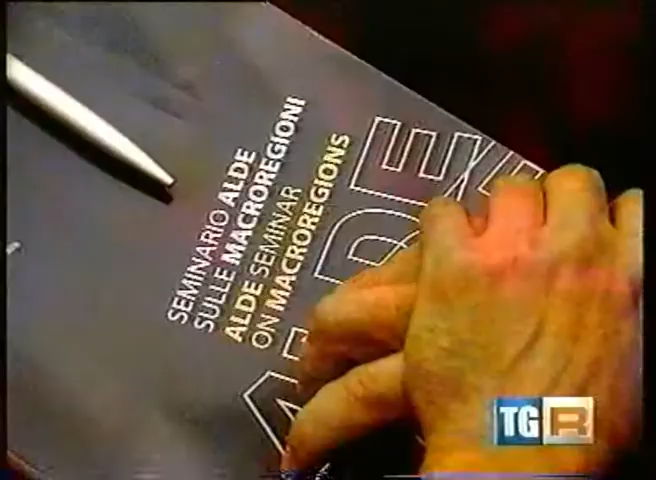 SEMINARIO ALDE
SULLE MACROREGIONI
ALDE SEMINAR
ON MACROREGIONS
TGR